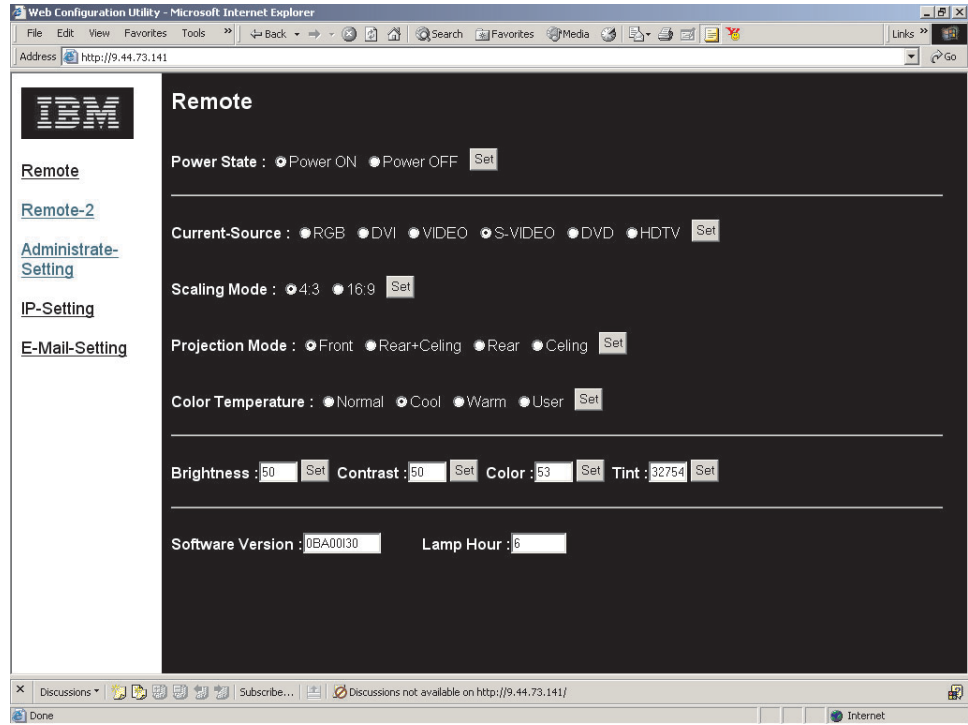 Web Configuration Utility - Microsoft Internet Explorer
File Edit View Favorites Tools » Back Search Favorites Media Links »
Address http://9.44.73.141 Go
IBM
Remote
Remote-2
Administrate-
Setting
IP-Setting
E-Mail-Setting
Remote
Power State : Power ON Power OFF Set
Current-Source : RGB DVI VIDEO S-VIDEO DVD HDTV Set
Scaling Mode : 4:3 16:9 Set
Projection Mode : Front Rear+Celing Rear Celing Set
Color Temperature : Normal Cool Warm User Set
Brightness : 50 Set Contrast : 50 Set Color : 53 Set Tint : 32754 Set
Software Version : 0BA00I30 Lamp Hour : 6
Discussions Subscribe... Discussions not available on http://9.44.73.141/
Done Internet